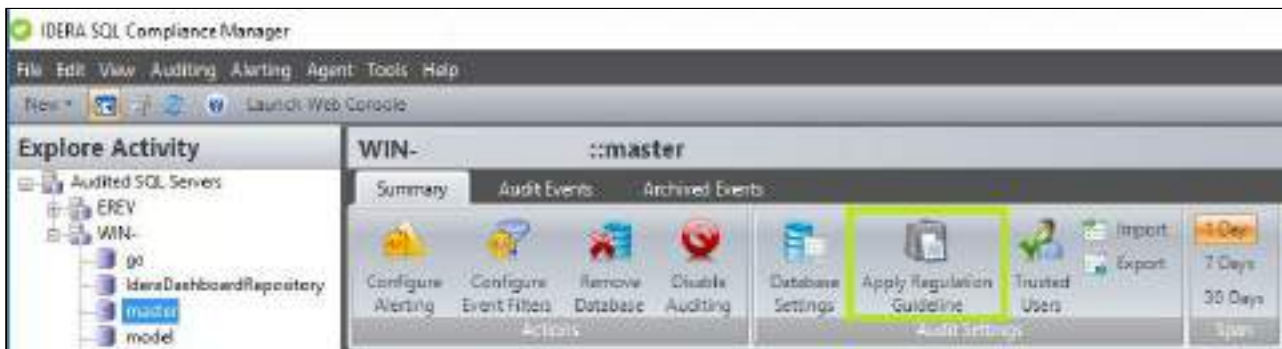 IDERA SQL Compliance Manager
File Edit View Auditing Alerting Agent Tools Help
New Launch Web Console
Explore Activity
Audited SQL Servers
EREV
WIN-
go
IderaDashboardRepository
master
model
WIN- ::master
Summary Audit Events Archived Events
Configure Alerting
Configure Event Filters
Remove Database
Disable Auditing
Actions
Database Settings
Apply Regulation Guideline
Trusted Users
Import
Export
Audit Settings
1 Day
7 Days
30 Days
Span